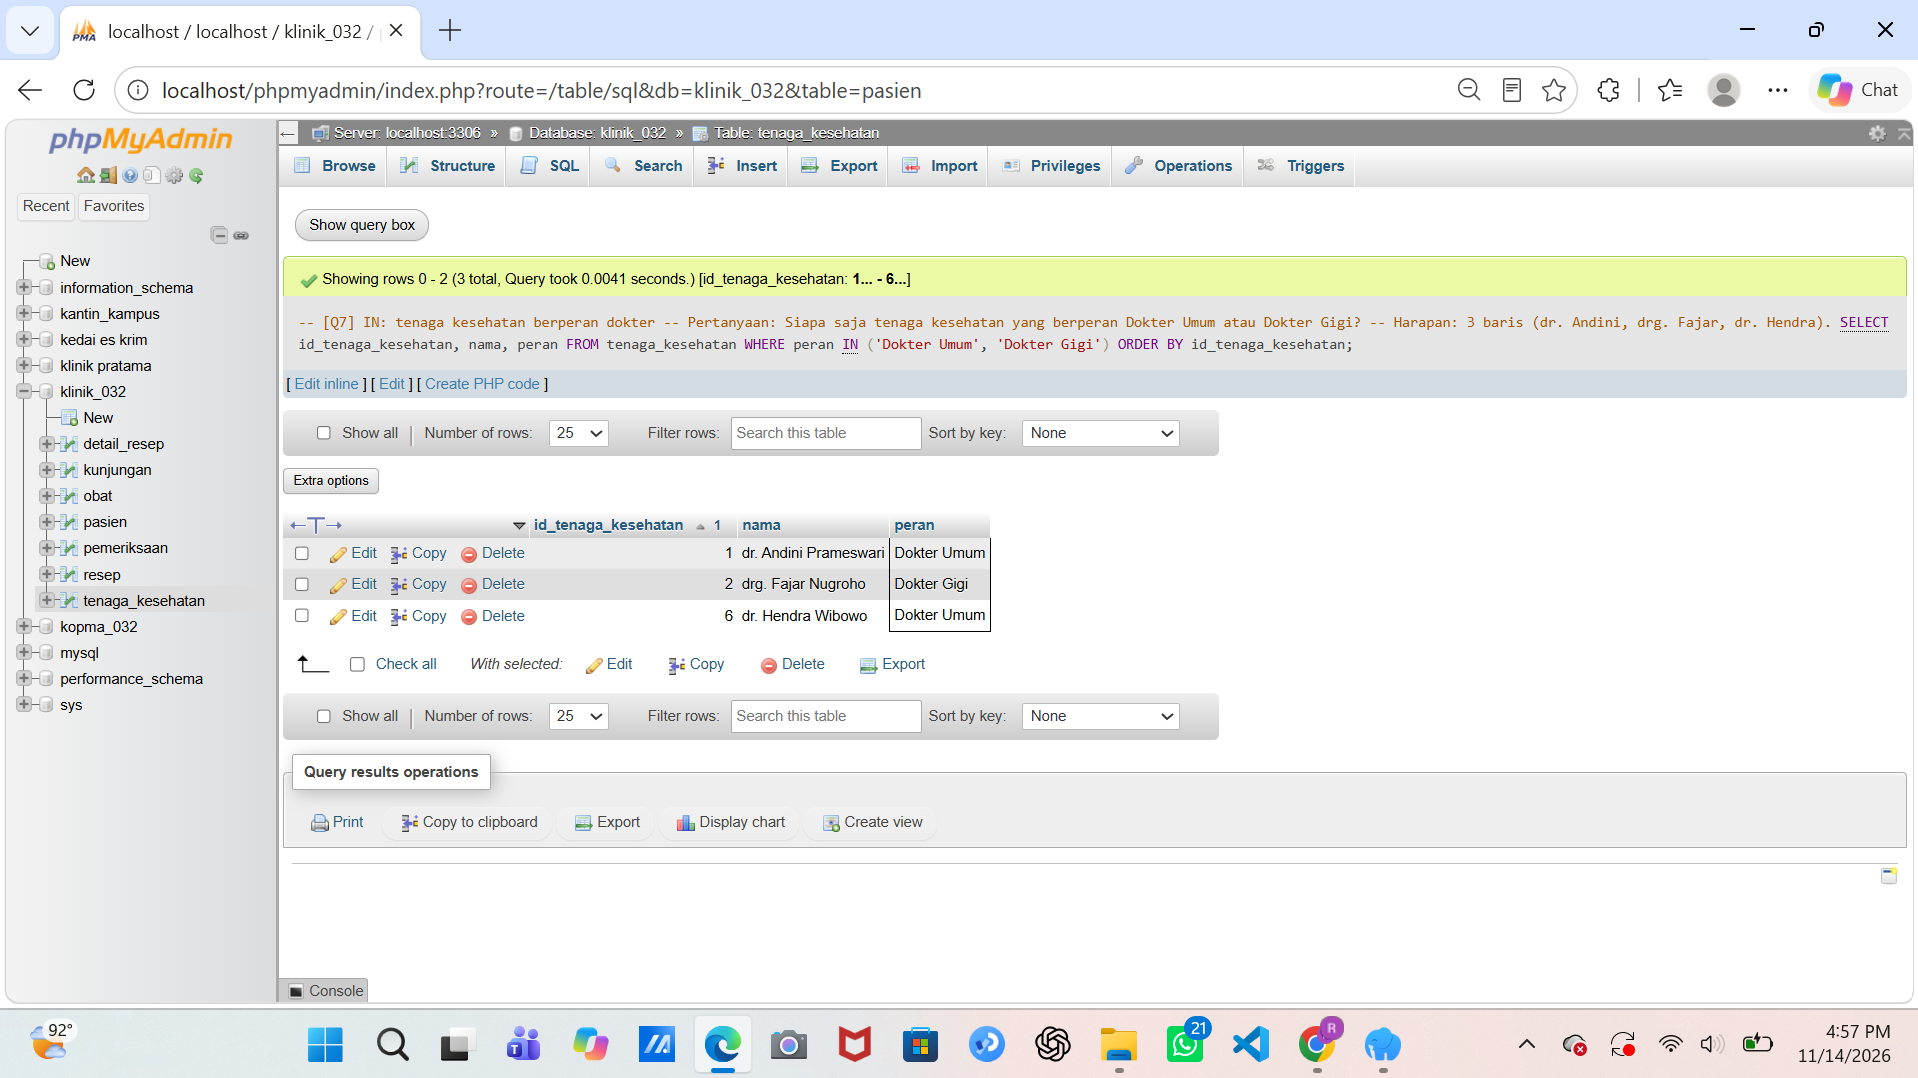 localhost / localhost / klinik_032 /
localhost/phpmyadmin/index.php?route=/table/sql&db=klinik_032&table=pasien
Chat
phpMyAdmin
Recent
Favorites
New
information_schema
kantin_kampus
kedai es krim
klinik pratama
klinik_032
New
detail_resep
kunjungan
obat
pasien
pemeriksaan
resep
tenaga_kesehatan
kopma_032
mysql
performance_schema
sys
Server: localhost:3306 » Database: klinik_032 » Table: tenaga_kesehatan
Browse Structure SQL Search Insert Export Import Privileges Operations Triggers
Show query box
Showing rows 0 - 2 (3 total, Query took 0.0041 seconds.) [id_tenaga_kesehatan: 1... - 6...]
-- [Q7] IN: tenaga kesehatan berperan dokter -- Pertanyaan: Siapa saja tenaga kesehatan yang berperan Dokter Umum atau Dokter Gigi? -- Harapan: 3 baris (dr. Andini, drg. Fajar, dr. Hendra). SELECT
id_tenaga_kesehatan, nama, peran FROM tenaga_kesehatan WHERE peran IN ('Dokter Umum', 'Dokter Gigi') ORDER BY id_tenaga_kesehatan;
[ Edit inline ] [ Edit ] [ Create PHP code ]
Show all Number of rows: 25 Filter rows: Search this table Sort by key: None
Extra options
id_tenaga_kesehatan 1 nama peran
Edit Copy Delete 1 dr. Andini Prameswari Dokter Umum
Edit Copy Delete 2 drg. Fajar Nugroho Dokter Gigi
Edit Copy Delete 6 dr. Hendra Wibowo Dokter Umum
Check all With selected: Edit Copy Delete Export
Show all Number of rows: 25 Filter rows: Search this table Sort by key: None
Query results operations
Print Copy to clipboard Export Display chart Create view
Console
92°
21
R
4:57 PM
11/14/2026